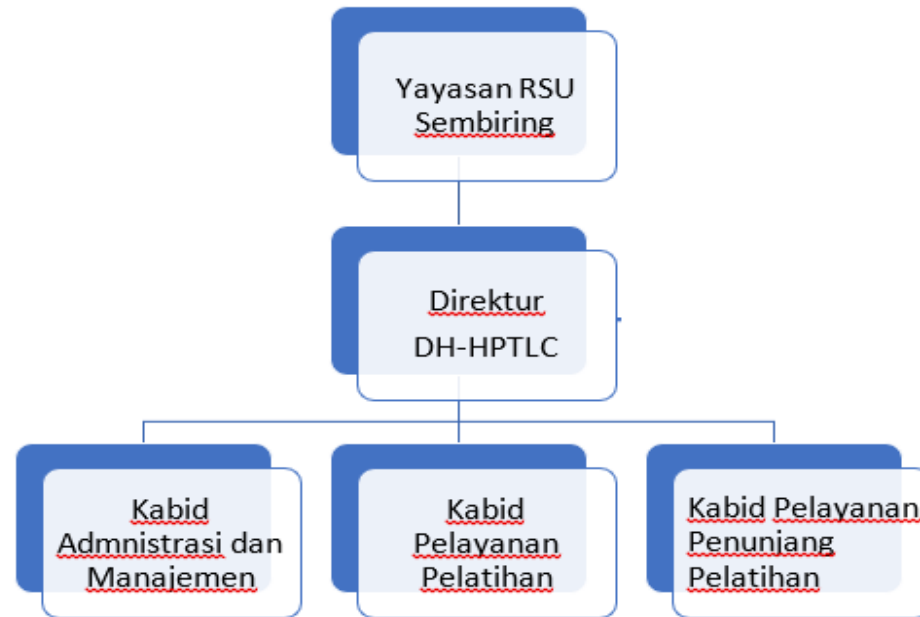 Yayasan RSU
Sembiring
Direktur
DH-HPTLC
Kabid
Admnistrasi dan
Manajemen
Kabid
Pelayanan
Pelatihan
Kabid Pelayanan
Penunjang
Pelatihan